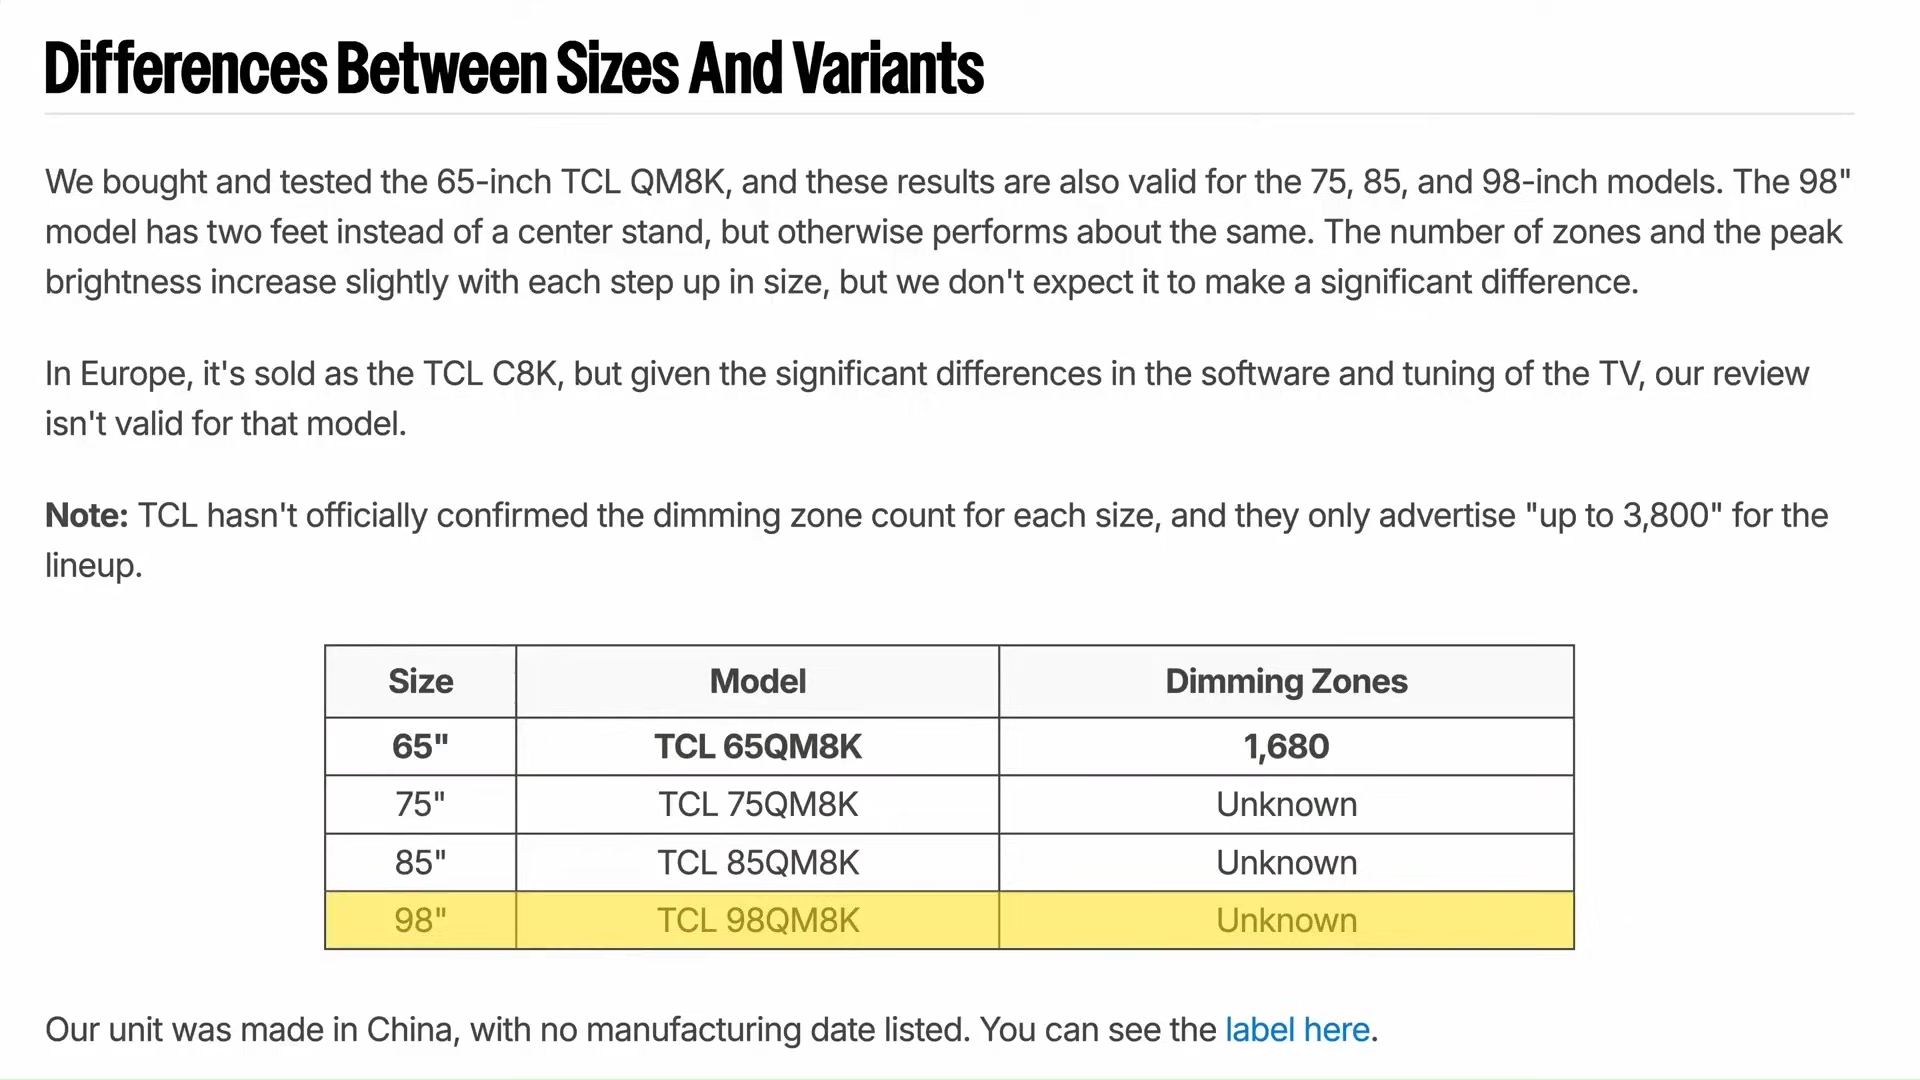 Differences Between Sizes And Variants
We bought and tested the 65-inch TCL QM8K, and these results are also valid for the 75, 85, and 98-inch models. The 98"
model has two feet instead of a center stand, but otherwise performs about the same. The number of zones and the peak
brightness increase slightly with each step up in size, but we don't expect it to make a significant difference.
In Europe, it's sold as the TCL C8K, but given the significant differences in the software and tuning of the TV, our review
isn't valid for that model.
Note: TCL hasn't officially confirmed the dimming zone count for each size, and they only advertise "up to 3,800" for the
lineup.
Size Model Dimming Zones
65" TCL 65QM8K 1,680
75" TCL 75QM8K Unknown
85" TCL 85QM8K Unknown
98" TCL 98QM8K Unknown
Our unit was made in China, with no manufacturing date listed. You can see the label here.